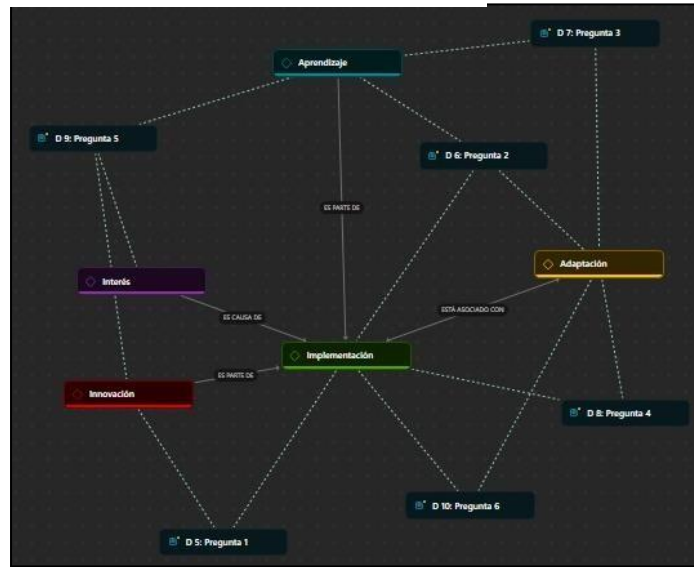 D 7: Pregunta 3
Aprendizaje
D 9: Pregunta 5
D 6: Pregunta 2
ES PARTE DE
Adaptación
Interés
ES CAUSA DE
ESTÁ ASOCIADO CON
Implementación
ES PARTE DE
Innovación
D 8: Pregunta 4
D 10: Pregunta 6
D 5: Pregunta 1